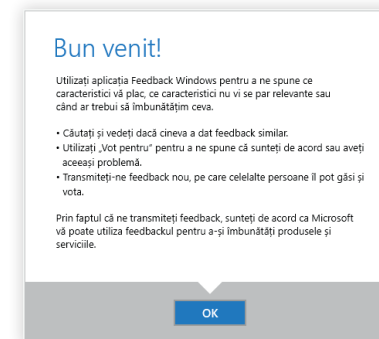 Bun venit!
Utilizați aplicația Feedback Windows pentru a ne spune ce
caracteristici vă plac, ce caracteristici nu vi se par relevante sau
când ar trebui să îmbunătățim ceva.
• Căutați și vedeți dacă cineva a dat feedback similar.
• Utilizați „Vot pentru” pentru a ne spune că sunteți de acord sau aveți
aceeași problemă.
• Transmiteți-ne feedback nou, pe care celelalte persoane îl pot găsi și
vota.
Prin faptul că ne transmiteți feedback, sunteți de acord ca Microsoft
vă poate utiliza feedbackul pentru a-și îmbunătăți produsele și
serviciile.
OK